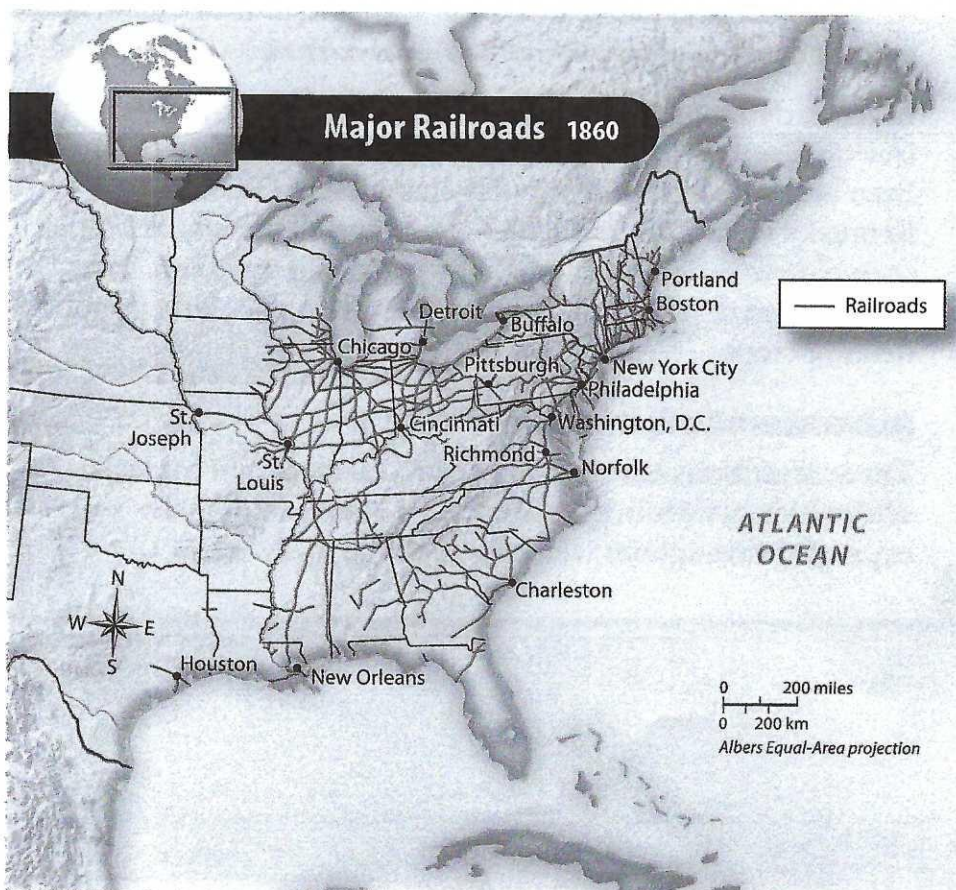 Major Railroads 1860
Portland
Boston
Railroads
Detroit
Buffalo
Chicago
New York City
Pittsburgh
Philadelphia
St.
Joseph
Cincinnati
Washington, D.C.
St.
Louis
Richmond
Norfolk
ATLANTIC
OCEAN
Charleston
N
W
E
S
Houston
New Orleans
0 200 miles
0 200 km
Albers Equal-Area projection